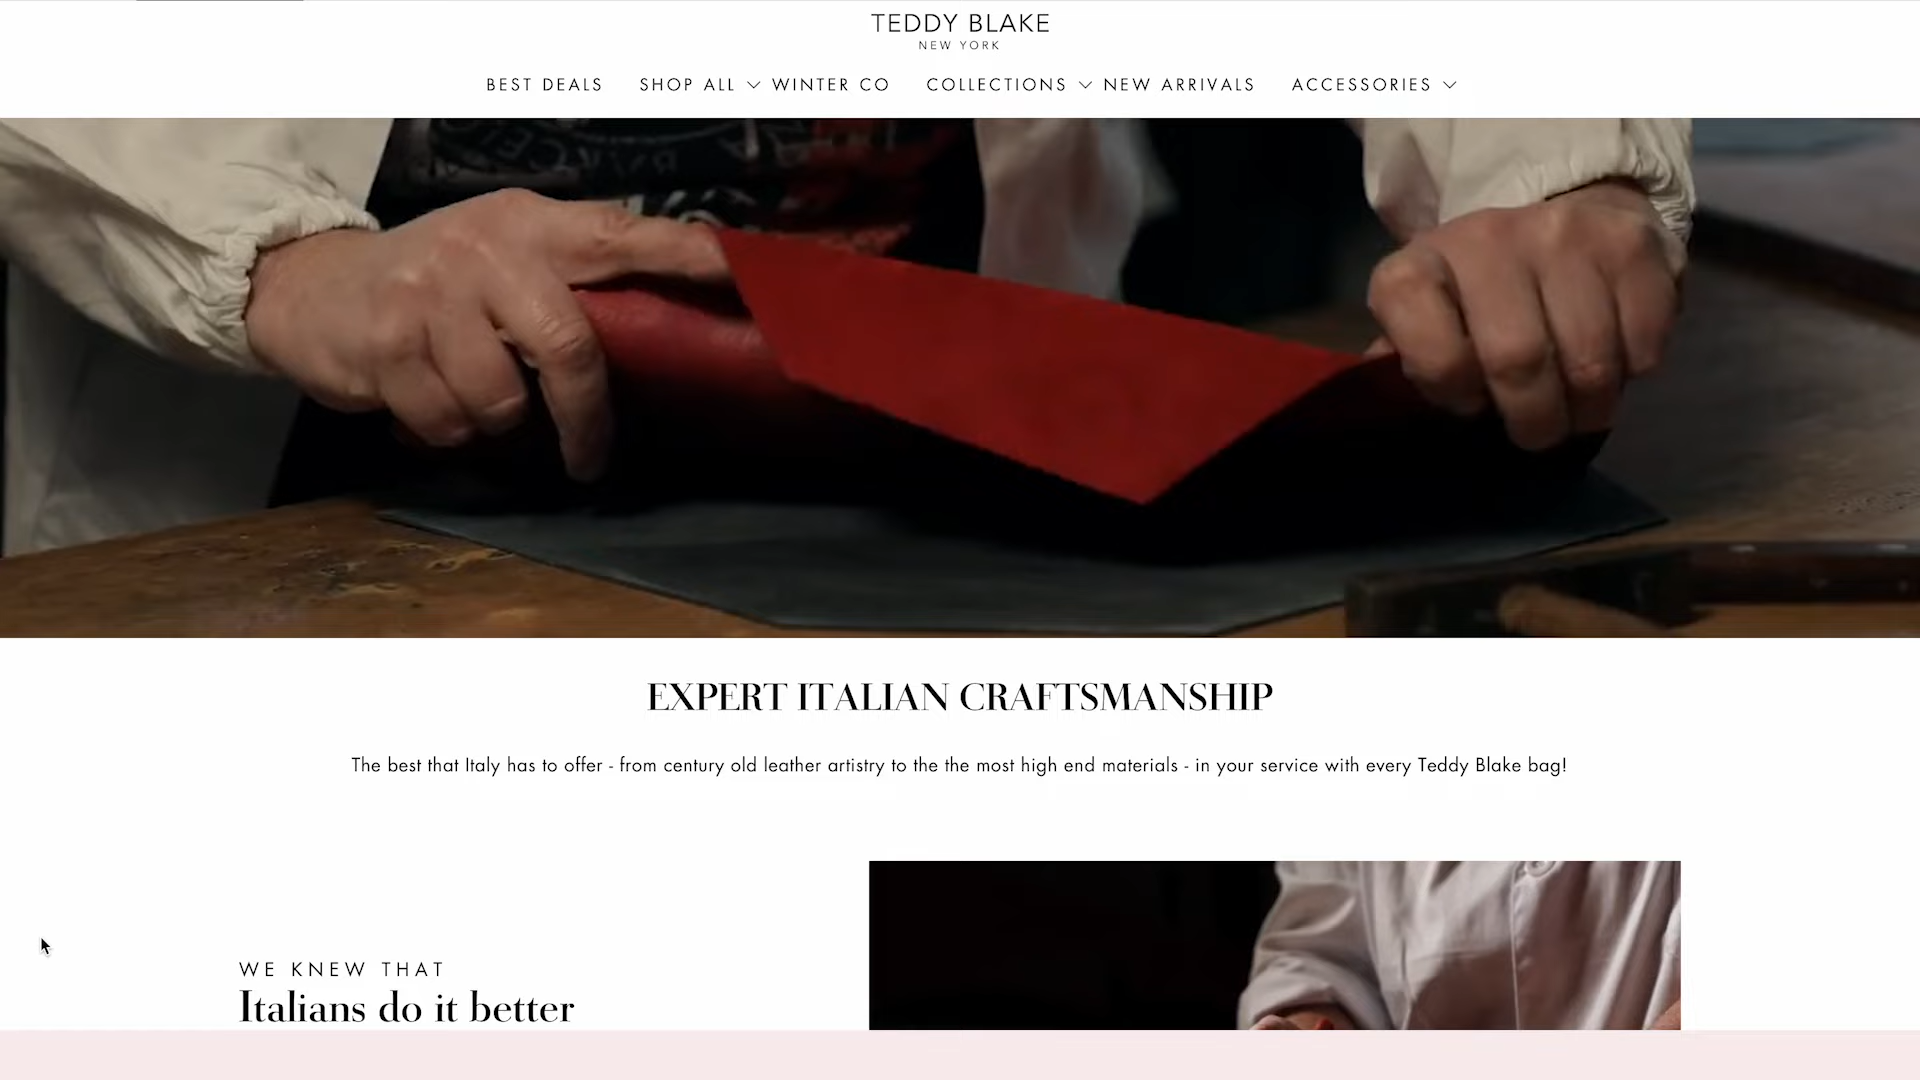 TEDDY BLAKE
NEW YORK
BEST DEALS SHOP ALL WINTER CO COLLECTIONS NEW ARRIVALS ACCESSORIES
EXPERT ITALIAN CRAFTSMANSHIP
The best that Italy has to offer - from century old leather artistry to the the most high end materials - in your service with every Teddy Blake bag!
WE KNEW THAT
Italians do it better